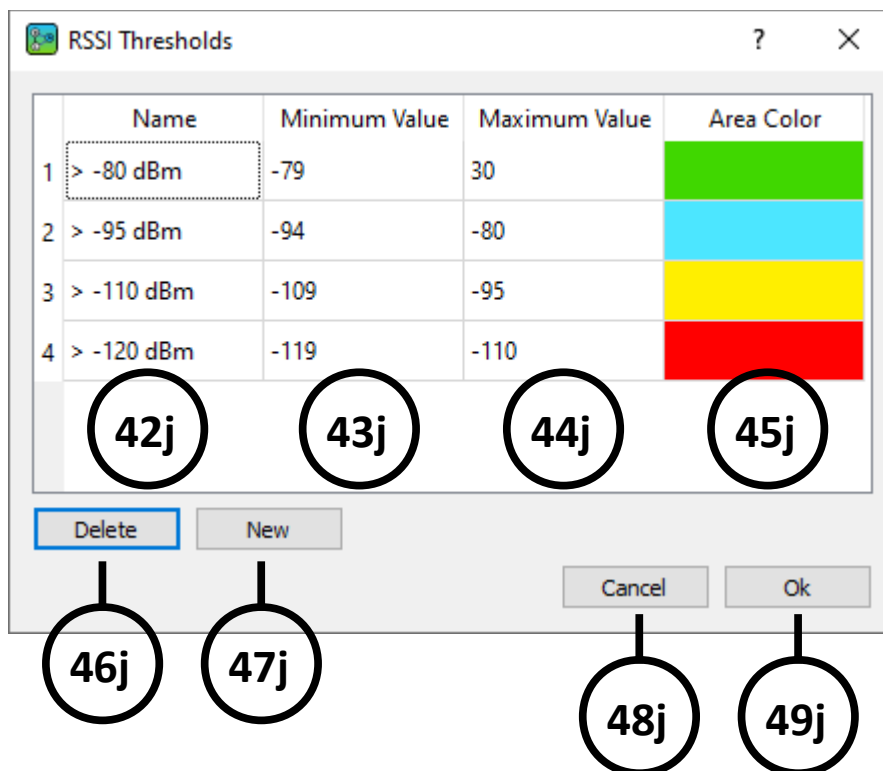 RSSI Thresholds ?
Name Minimum Value Maximum Value Area Color
1 > -80 dBm -79 30
2 > -95 dBm -94 -80
3 > -110 dBm -109 -95
4 > -120 dBm -119 -110
42j 43j 44j 45j
Delete New
Cancel Ok
46j 47j
48j 49j